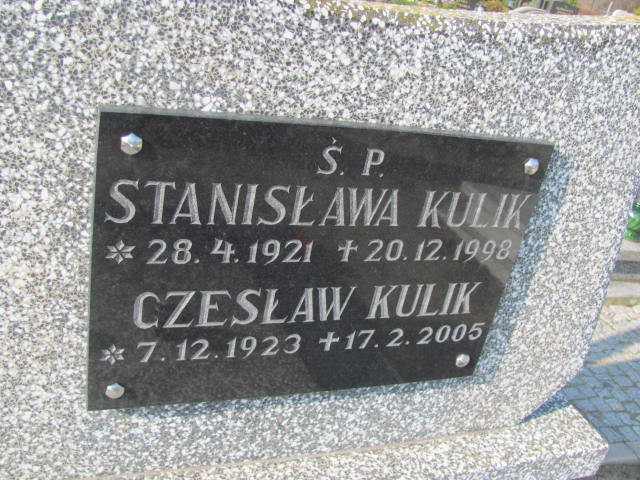 Ś. P.
STANISŁAWA KULIK
* 28. 4. 1921 ✝ 20. 12. 1998
CZESŁAW KULIK
* 7. 12. 1923 ✝ 17. 2. 2005